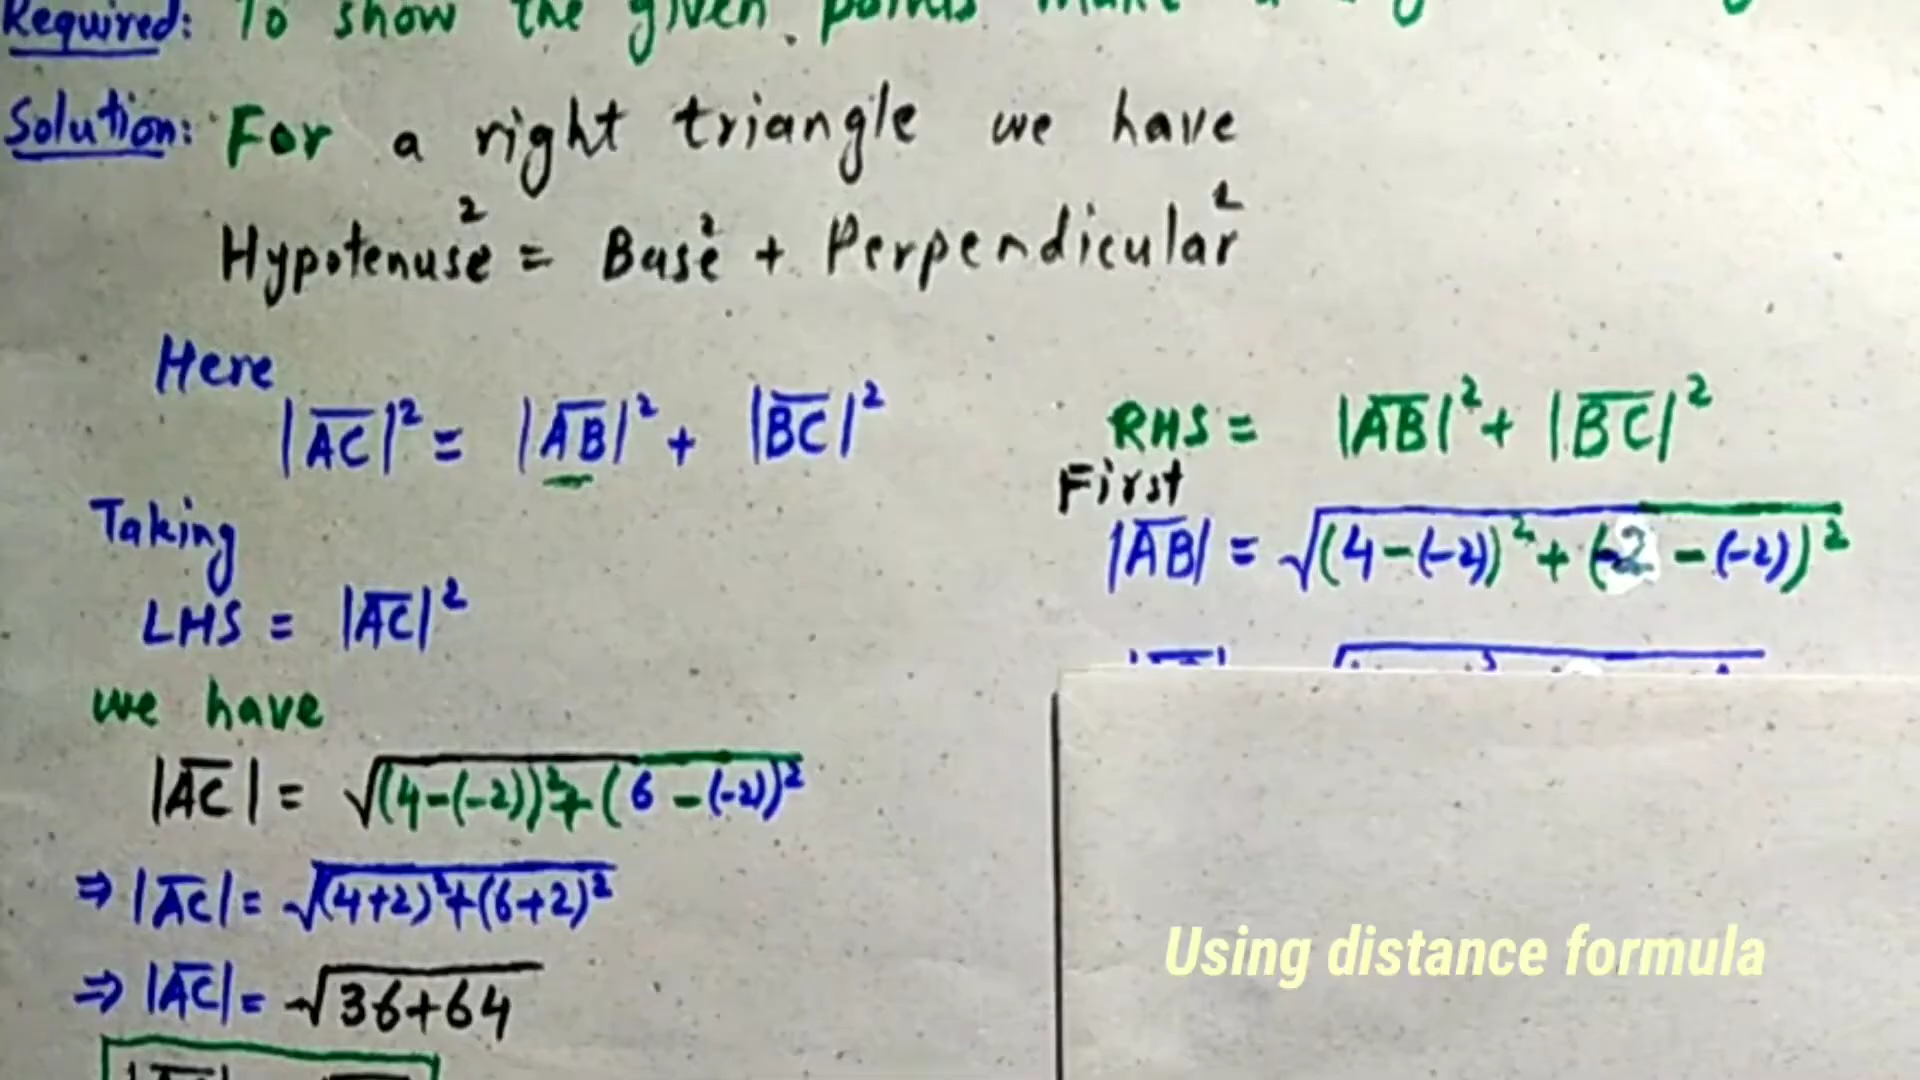 Required: To show the given points make a
Solution: For a right triangle we have
Hypotenuse² = Base² + Perpendicular²
Here
|AC|² = |AB|² + |BC|²
Taking
LHS = |AC|²
we have
|AC| = √(4-(-2))²+(6-(-2))²
⇒ |AC| = √(4+2)²+(6+2)²
⇒ |AC| = √36+64
RHS = |AB|² + |BC|²
First
|AB| = √(4-(-2))²+(-2-(-2))²
Using distance formula